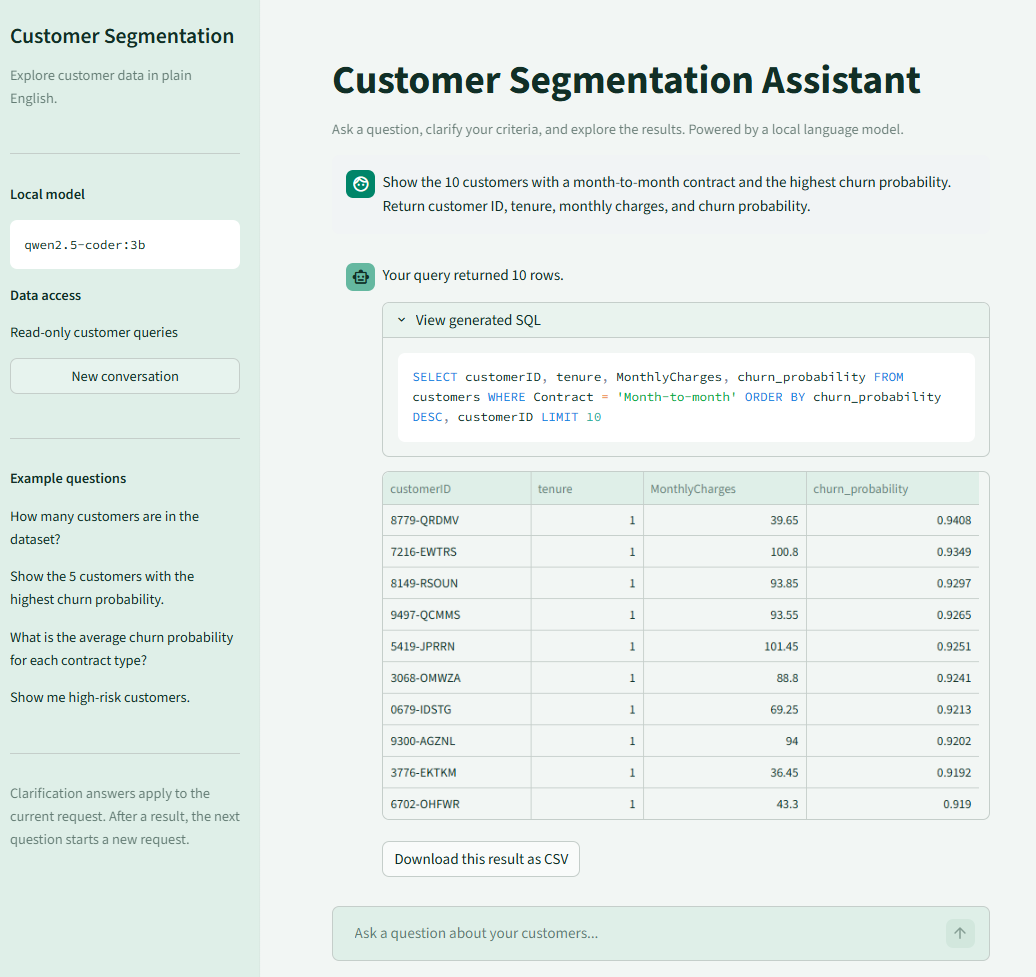 Customer Segmentation
Explore customer data in plain
English.
Local model
qwen2.5-coder:3b
Data access
Read-only customer queries
New conversation
Example questions
How many customers are in the
dataset?
Show the 5 customers with the
highest churn probability.
What is the average churn probability
for each contract type?
Show me high-risk customers.
Clarification answers apply to the
current request. After a result, the next
question starts a new request.
Customer Segmentation Assistant
Ask a question, clarify your criteria, and explore the results. Powered by a local language model.
Show the 10 customers with a month-to-month contract and the highest churn probability.
Return customer ID, tenure, monthly charges, and churn probability.
Your query returned 10 rows.
View generated SQL
SELECT customerID, tenure, MonthlyCharges, churn_probability FROM
customers WHERE Contract = 'Month-to-month' ORDER BY churn_probability
DESC, customerID LIMIT 10
customerID tenure MonthlyCharges churn_probability
8779-QRDMV 1 39.65 0.9408
7216-EWTRS 1 100.8 0.9349
8149-RSOUN 1 93.85 0.9297
9497-QCMMS 1 93.55 0.9265
5419-JPRRN 1 101.45 0.9251
3068-OMWZA 1 88.8 0.9241
0679-IDSTG 1 69.25 0.9213
9300-AGZNL 1 94 0.9202
3776-EKTKM 1 36.45 0.9192
6702-OHFWR 1 43.3 0.919
Download this result as CSV
Ask a question about your customers...